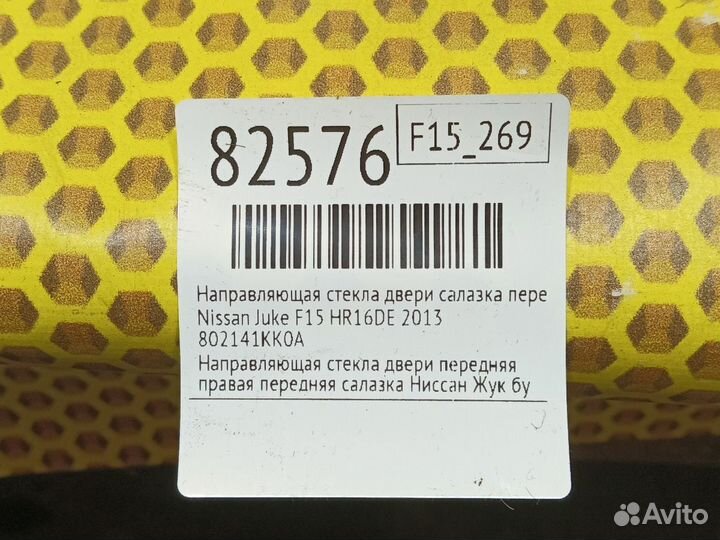 82576
F15_269
Направляющая стекла двери салазка пере
Nissan Juke F15 HR16DE 2013
802141KK0A
Направляющая стекла двери передняя
правая передняя салазка Ниссан Жук бу
Avito